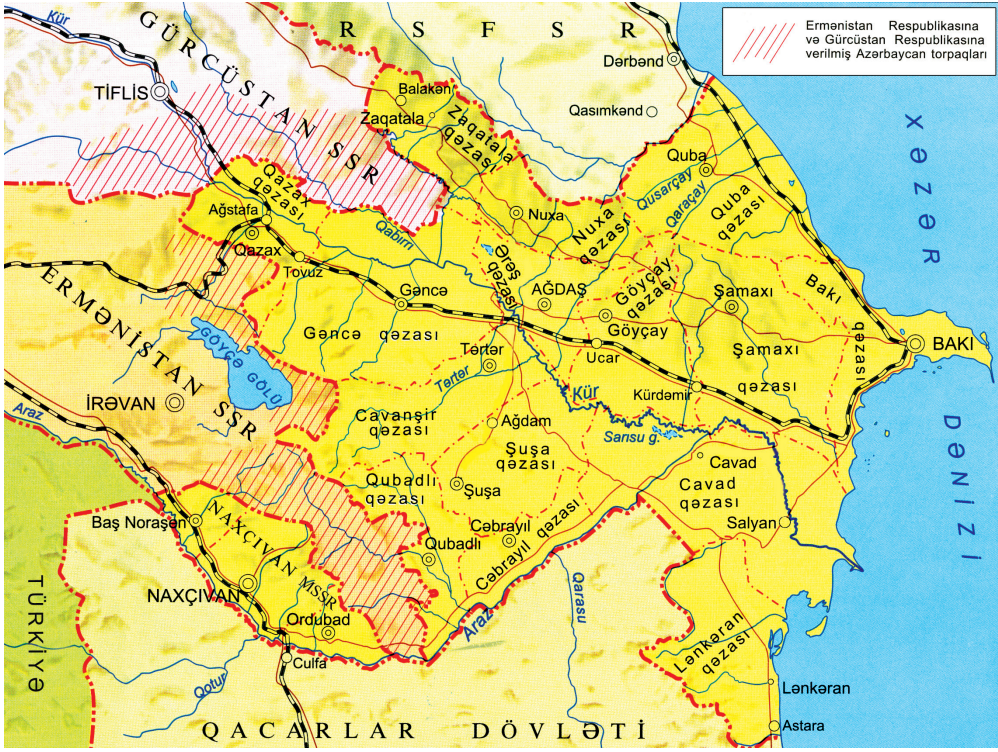 Ermənistan Respublikasına
və Gürcüstan Respublikasına
verilmiş Azərbaycan torpaqları
R S F S R
Kür
GÜRCÜSTAN SSR
TİFLİS
Dərbənd
Balakən
Zaqatala
Zaqatala
qəzası
Qasımkənd
XƏZƏR
DƏNİZİ
Quba
Qusarçay
Qaraçay
Quba
qəzası
Qazax
qəzası
Ağstafa
Qazax
Tovuz
Qabırrı
Nuxa
Nuxa
qəzası
Ərəş
qəzası
AĞDAŞ
Göyçay
qəzası
Göyçay
Şamaxı
Bakı
qəzası
BAKI
Gəncə
Gəncə qəzası
Ucar
Şamaxı
qəzası
Kürdəmir
ERMƏNİSTAN SSR
GÖYÇƏ GÖLÜ
İRƏVAN
Araz
Tərtər
Tərtər
Kür
Cavanşir
qəzası
Ağdam
Sarısu g.
Şuşa
qəzası
Cavad
Cavad
qəzası
Qubadlı
qəzası
Şuşa
Salyan
Baş Noraşen
NAXÇIVAN MSSR
NAXÇIVAN
Qubadlı
Cəbrayıl
Cəbrayıl qəzası
Ordubad
Araz
Qarasu
Culfa
Qotur
TÜRKİYƏ
Lənkəran
qəzası
Lənkəran
Astara
QACARLAR DÖVLƏTİ